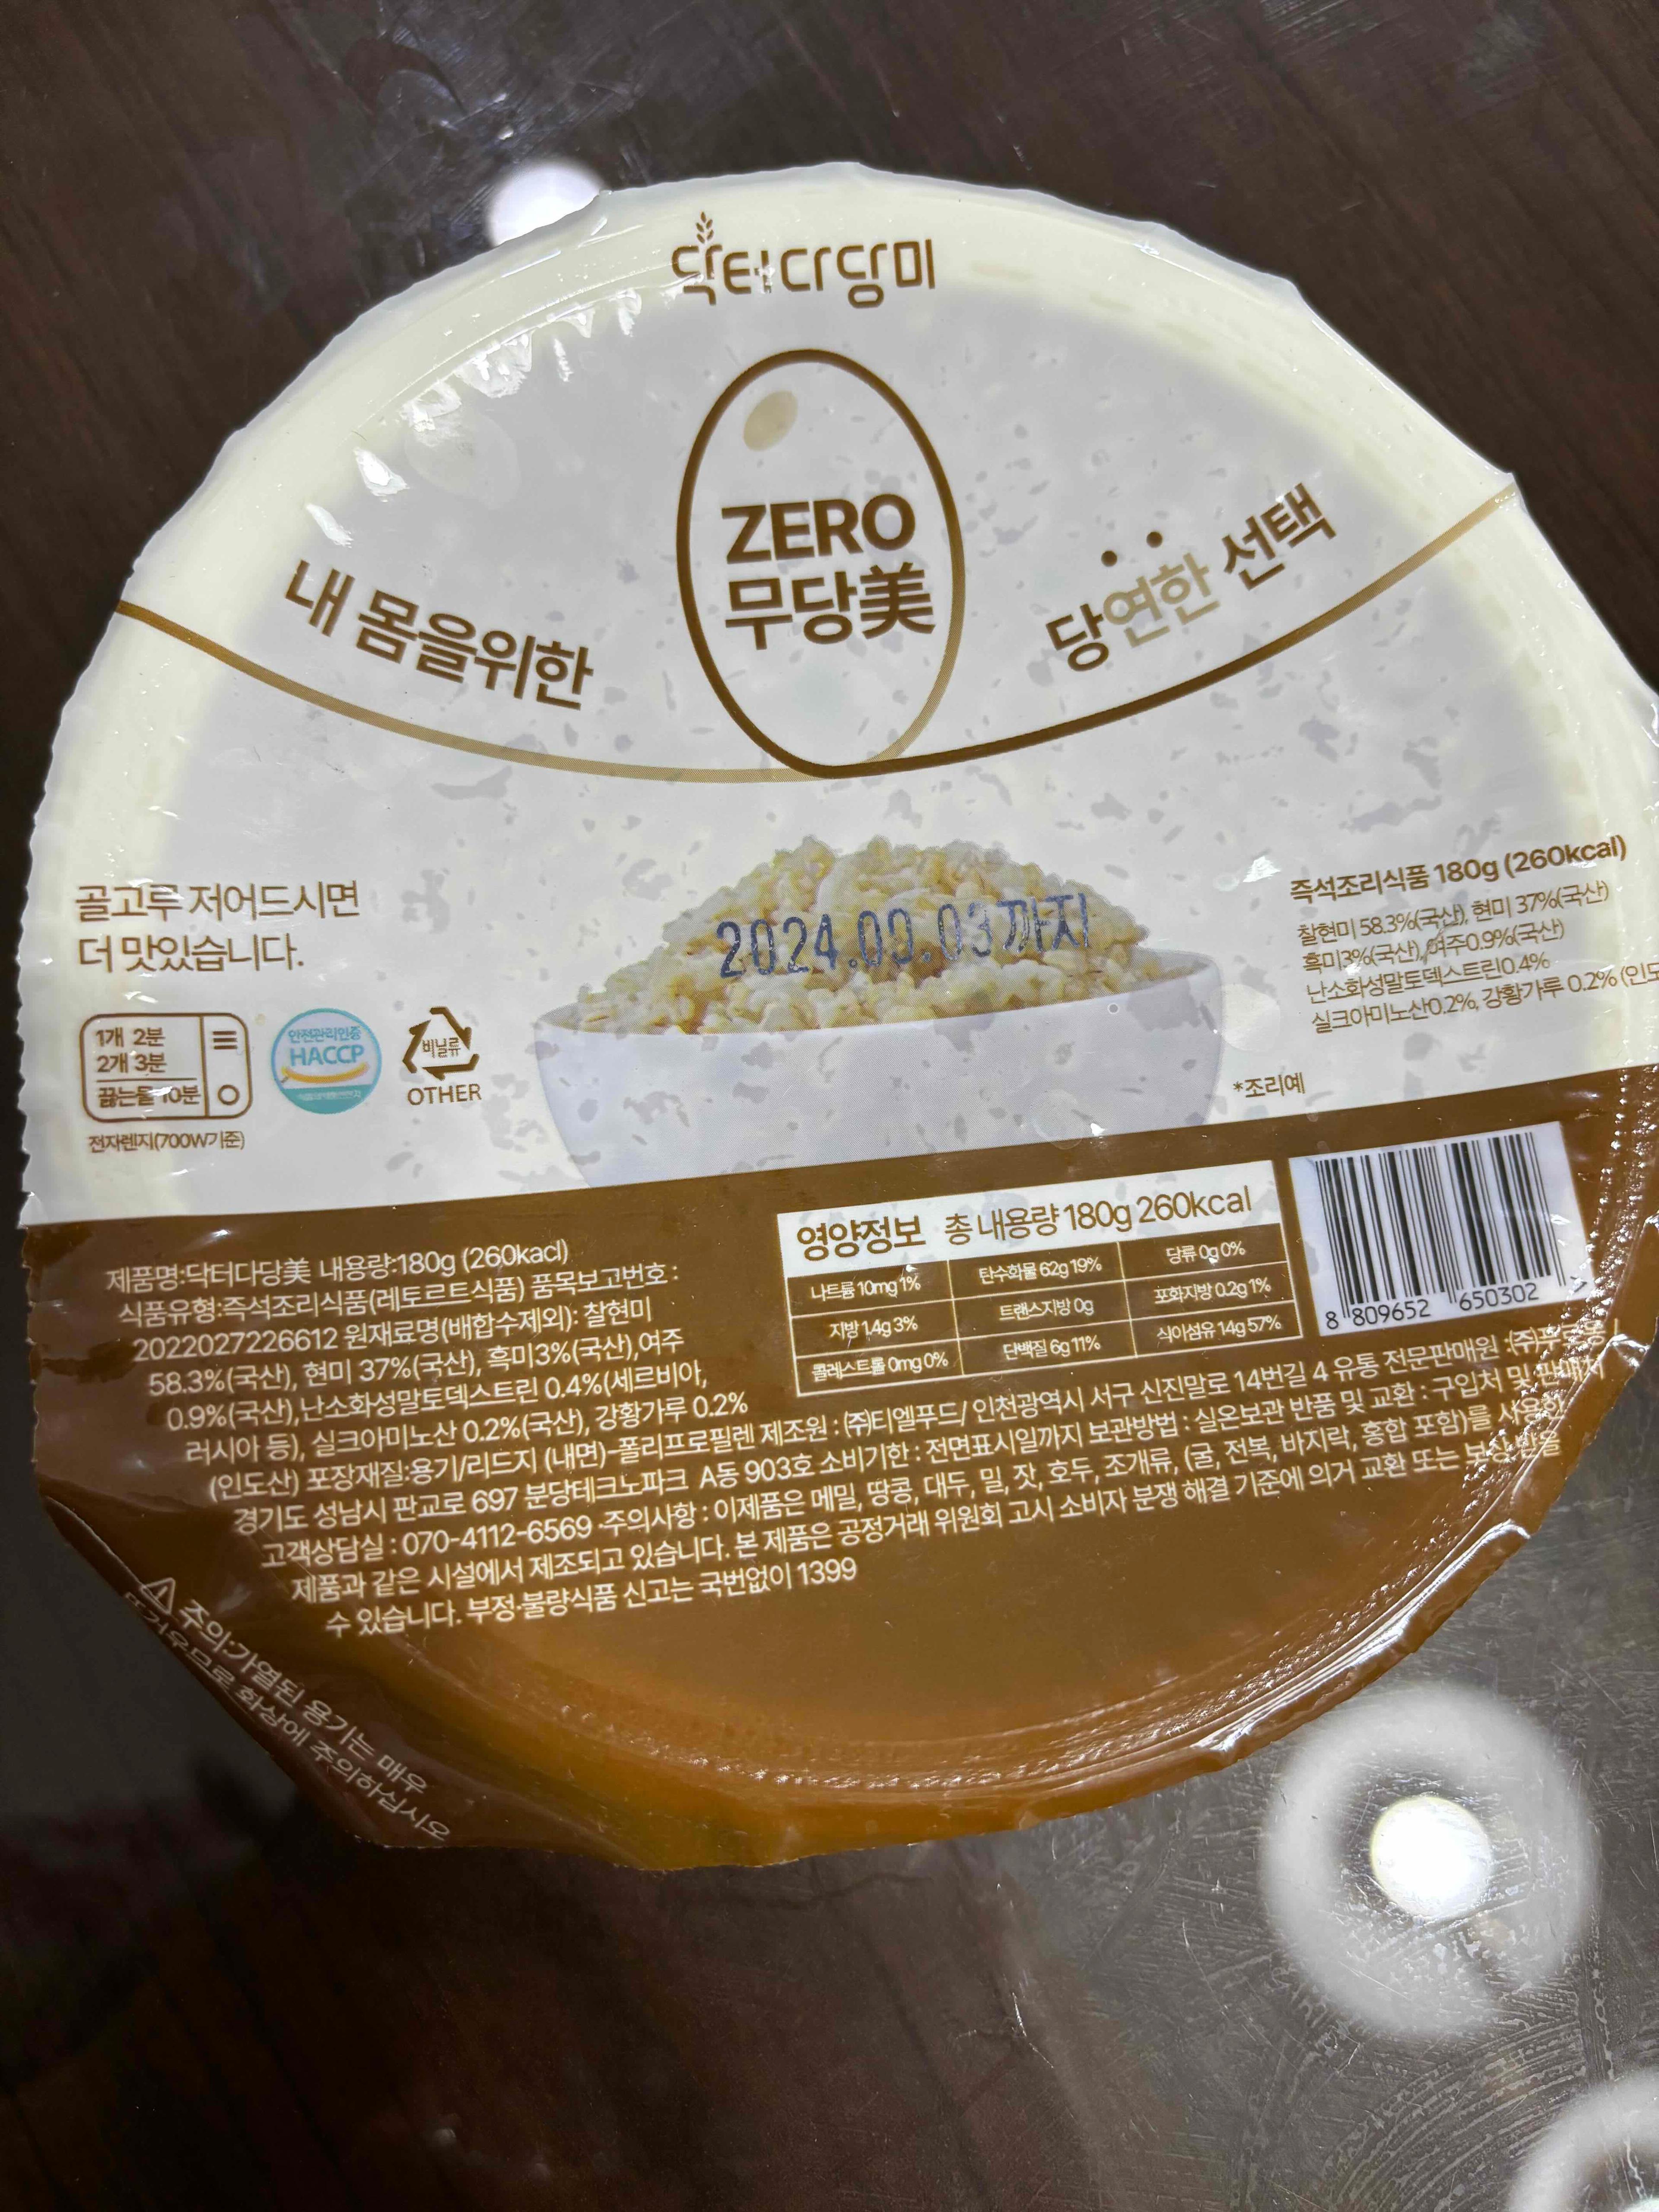 닥터다당미
ZERO
무당美
내 몸을위한
당연한 선택
골고루 저어드시면
더 맛있습니다.
1개 2분
2개 3분
끓는물 10분
전자렌지(700W기준)
안전관리인증
HACCP
비닐류
OTHER
2024.09.03까지
즉석조리식품 180g (260kcal)
찰현미 58.3%(국산), 현미 37%(국산)
흑미3%(국산), 여주0.9%(국산)
난소화성말토덱스트린0.4%
실크아미노산0.2%, 강황가루 0.2% (인도
*조리예
영양정보 총 내용량 180g 260kcal
나트륨 10mg 1% 탄수화물 62g 19% 당류 0g 0%
지방 1.4g 3% 트랜스지방 0g 포화지방 0.2g 1%
콜레스트롤 0mg 0% 단백질 6g 11% 식이섬유 14g 57%
8 809652 650302 >
제품명:닥터다당美 내용량:180g (260kacl)
식품유형:즉석조리식품(레토르트식품) 품목보고번호 :
2022027226612 원재료명(배합수제외): 찰현미
58.3%(국산), 현미 37%(국산), 흑미3%(국산),여주
0.9%(국산),난소화성말토덱스트린 0.4%(세르비아,
러시아 등), 실크아미노산 0.2%(국산), 강황가루 0.2%
(인도산) 포장재질:용기/리드지 (내면)-폴리프로필렌 제조원 : (주)티엘푸드/ 인천광역시 서구 신진말로 14번길 4 유통 전문판매원 :(주)
경기도 성남시 판교로 697 분당테크노파크 A동 903호 소비기한 : 전면표시일까지 보관방법 : 실온보관 반품 및 교환 : 구입처 및 판매처
고객상담실 : 070-4112-6569 ·주의사항 : 이제품은 메밀, 땅콩, 대두, 밀, 잣, 호두, 조개류, (굴, 전복, 바지락, 홍합 포함)를 사용한
제품과 같은 시설에서 제조되고 있습니다. 본 제품은 공정거래 위원회 고시 소비자 분쟁 해결 기준에 의거 교환 또는 보상 받을
수 있습니다. 부정·불량식품 신고는 국번없이 1399
주의:가열된 용기는 매우
뜨거우므로 화상에 주의하십시오